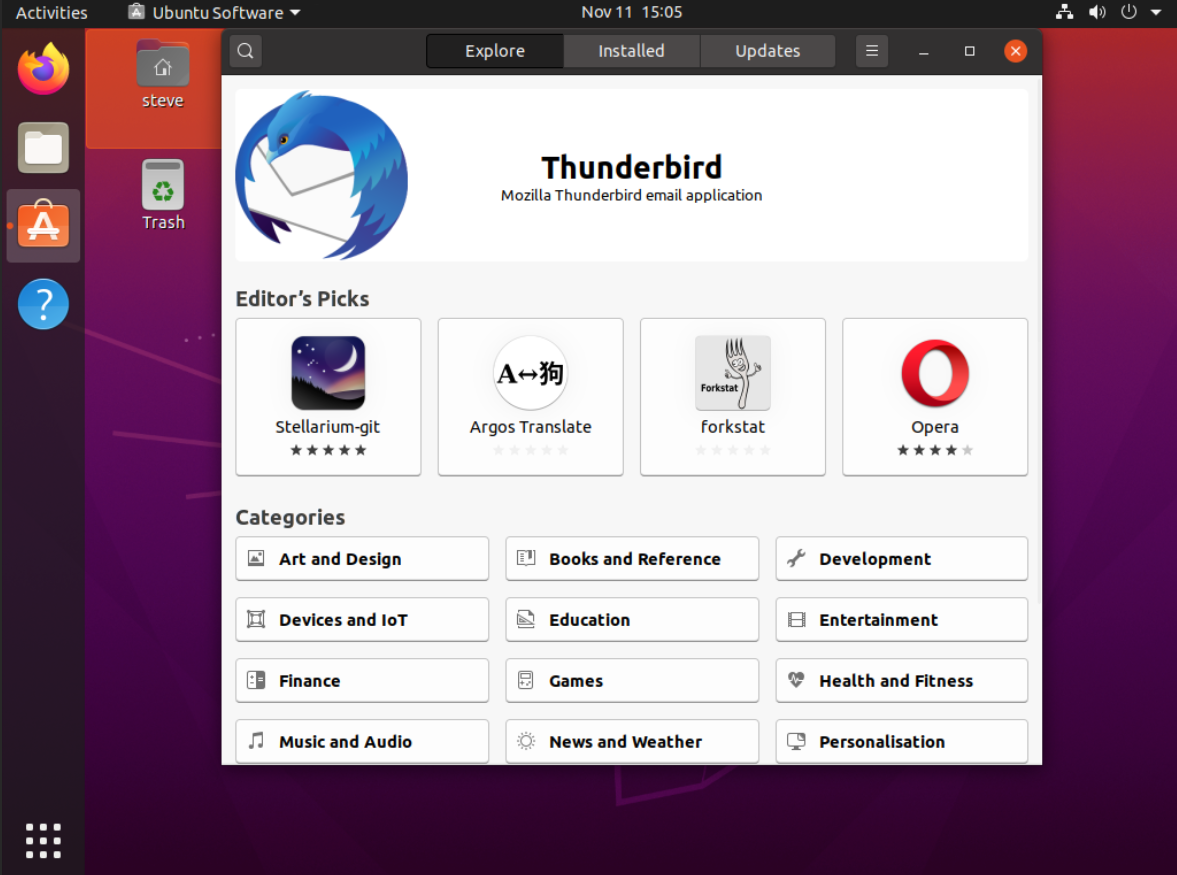 Activities Ubuntu Software Nov 11 15:05
Explore Installed Updates
steve
Trash
Thunderbird
Mozilla Thunderbird email application
Editor’s Picks
A↔狗
Forkstat
Stellarium-git Argos Translate forkstat Opera
Categories
Art and Design Books and Reference Development
Devices and IoT Education Entertainment
Finance Games Health and Fitness
Music and Audio News and Weather Personalisation